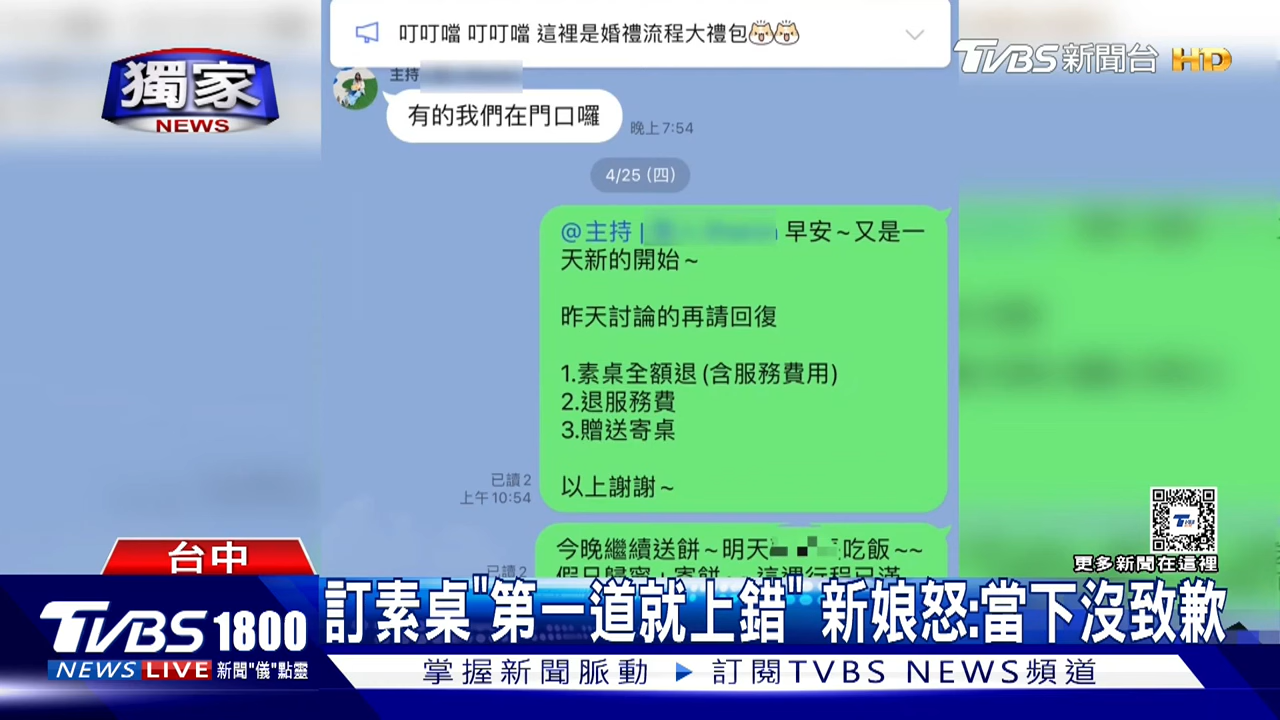 叮叮噹 叮叮噹 這裡是婚禮流程大禮包
主持
有的我們在門口囉
晚上7:54
4/25 (四)
@主持 | 早安~又是一
天新的開始~
昨天討論的再請回復
1.素桌全額退(含服務費用)
2.退服務費
3.贈送寄桌
以上謝謝~
已讀2
上午10:54
今晚繼續送餅~明天 吃飯~~
已讀2
獨家
NEWS
TVBS新聞台 HD
TVBS
更多新聞在這裡
台中
訂素桌"第一道就上錯" 新娘怒:當下沒致歉
TVBS 1800
NEWS LIVE 新聞"儀"點靈
掌握新聞脈動 ▶ 訂閱TVBS NEWS頻道